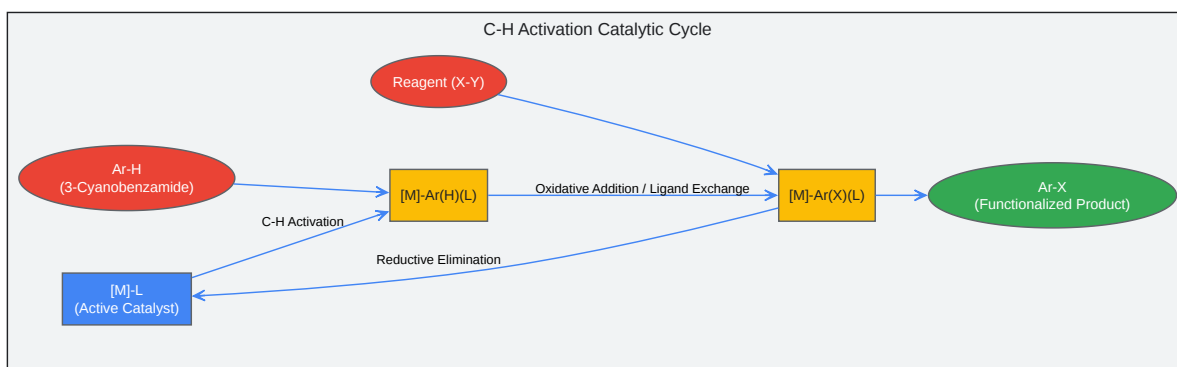 C-H Activation Catalytic Cycle
Reagent (X-Y)
Ar-H
(3-Cyanobenzamide)
[M]-Ar(H)(L)
Oxidative Addition / Ligand Exchange
[M]-Ar(X)(L)
Ar-X
(Functionalized Product)
C-H Activation
Reductive Elimination
[M]-L
(Active Catalyst)